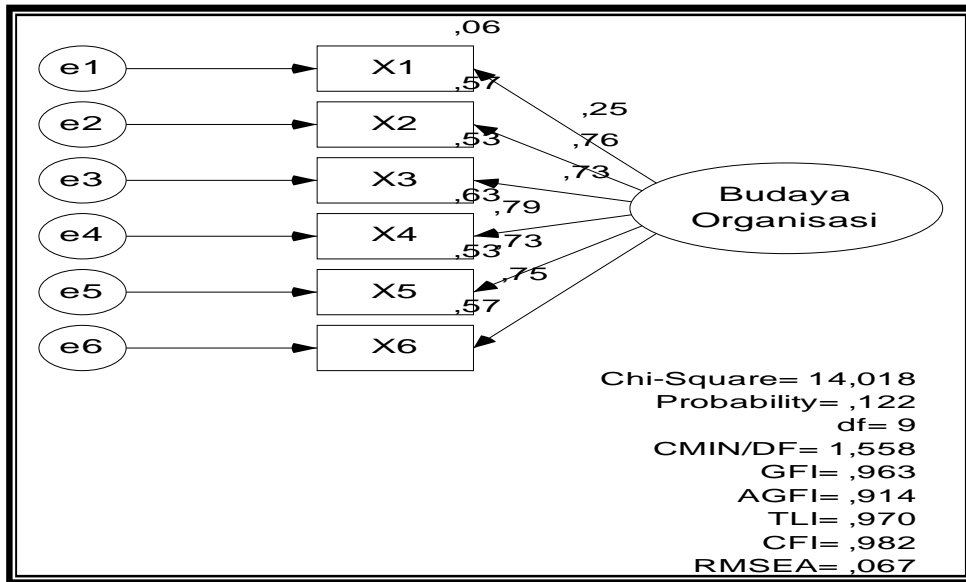 ,06
e1
X1
,57
,25
e2
X2
,76
,53
,73
e3
X3
Budaya
Organisasi
,63
,79
e4
X4
,73
,53
e5
X5
,75
,57
e6
X6
Chi-Square= 14,018
Probability= ,122
df= 9
CMIN/DF= 1,558
GFI= ,963
AGFI= ,914
TLI= ,970
CFI= ,982
RMSEA= ,067